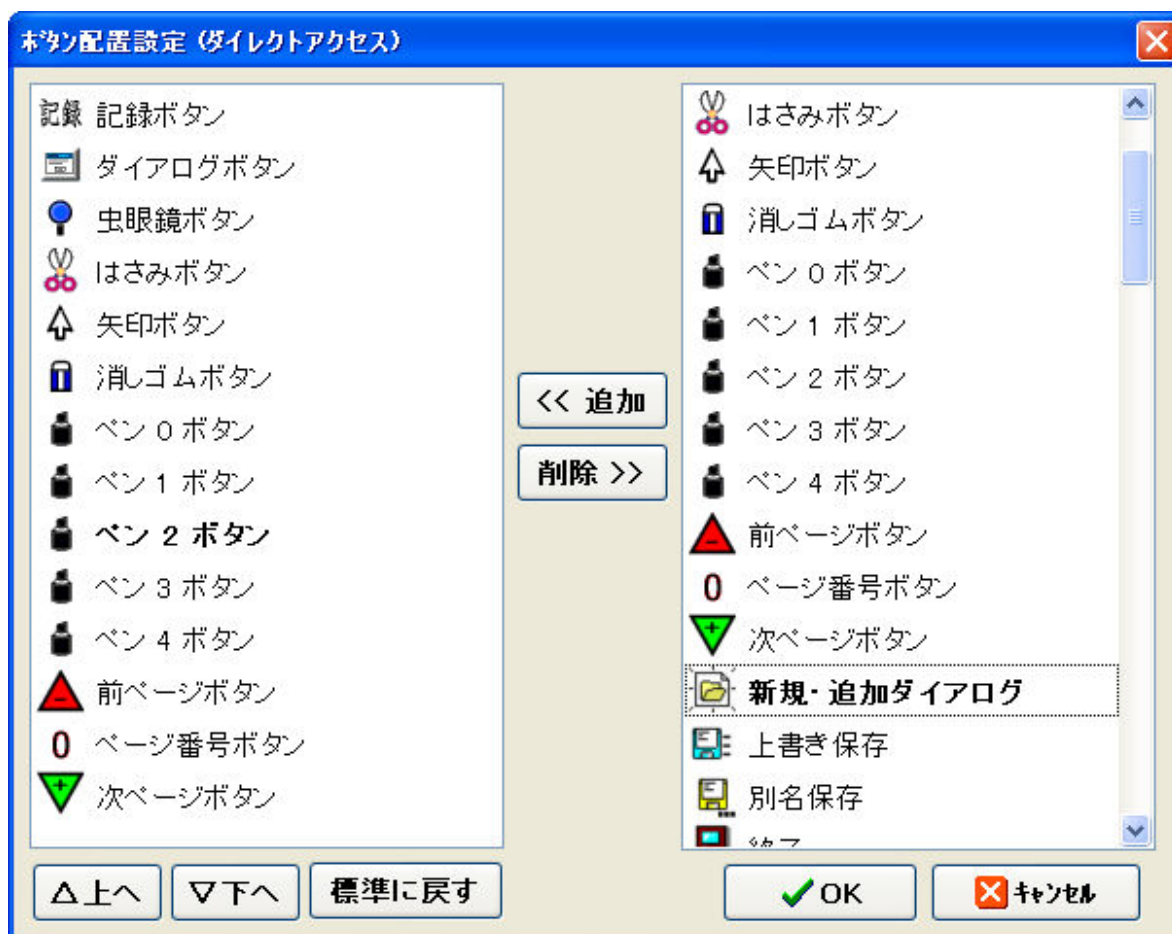 ボタン配置設定 (ダイレクトアクセス)
記録 記録ボタン
ダイアログボタン
虫眼鏡ボタン
はさみボタン
矢印ボタン
消しゴムボタン
ペン 0 ボタン
ペン 1 ボタン
ペン 2 ボタン
ペン 3 ボタン
ペン 4 ボタン
前ページボタン
0 ページ番号ボタン
次ページボタン
<< 追加
削除 >>
はさみボタン
矢印ボタン
消しゴムボタン
ペン 0 ボタン
ペン 1 ボタン
ペン 2 ボタン
ペン 3 ボタン
ペン 4 ボタン
前ページボタン
0 ページ番号ボタン
次ページボタン
新規・追加ダイアログ
上書き保存
別名保存
終了
△上へ
▽下へ
標準に戻す
OK
キャンセル